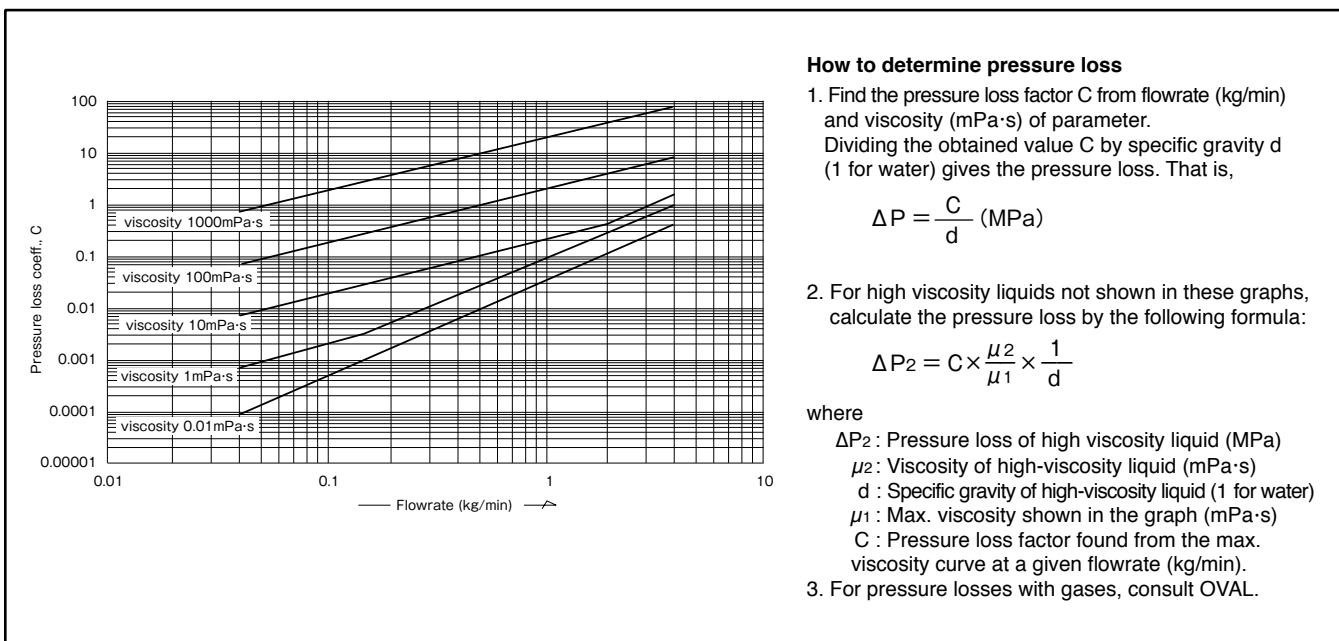 100
10
1
0.1
0.01
0.001
0.0001
0.00001
Pressure loss coeff., C
viscosity 1000mPa·s
viscosity 100mPa·s
viscosity 10mPa·s
viscosity 1mPa·s
viscosity 0.01mPa·s
0.01 0.1 1 10
Flowrate (kg/min)
How to determine pressure loss
1. Find the pressure loss factor C from flowrate (kg/min)
and viscosity (mPa·s) of parameter.
Dividing the obtained value C by specific gravity d
(1 for water) gives the pressure loss. That is,
ΔP = C/d (MPa)
2. For high viscosity liquids not shown in these graphs,
calculate the pressure loss by the following formula:
ΔP2 = C × μ2/μ1 × 1/d
where
ΔP2 : Pressure loss of high viscosity liquid (MPa)
μ2 : Viscosity of high-viscosity liquid (mPa·s)
d : Specific gravity of high-viscosity liquid (1 for water)
μ1 : Max. viscosity shown in the graph (mPa·s)
C : Pressure loss factor found from the max.
viscosity curve at a given flowrate (kg/min).
3. For pressure losses with gases, consult OVAL.